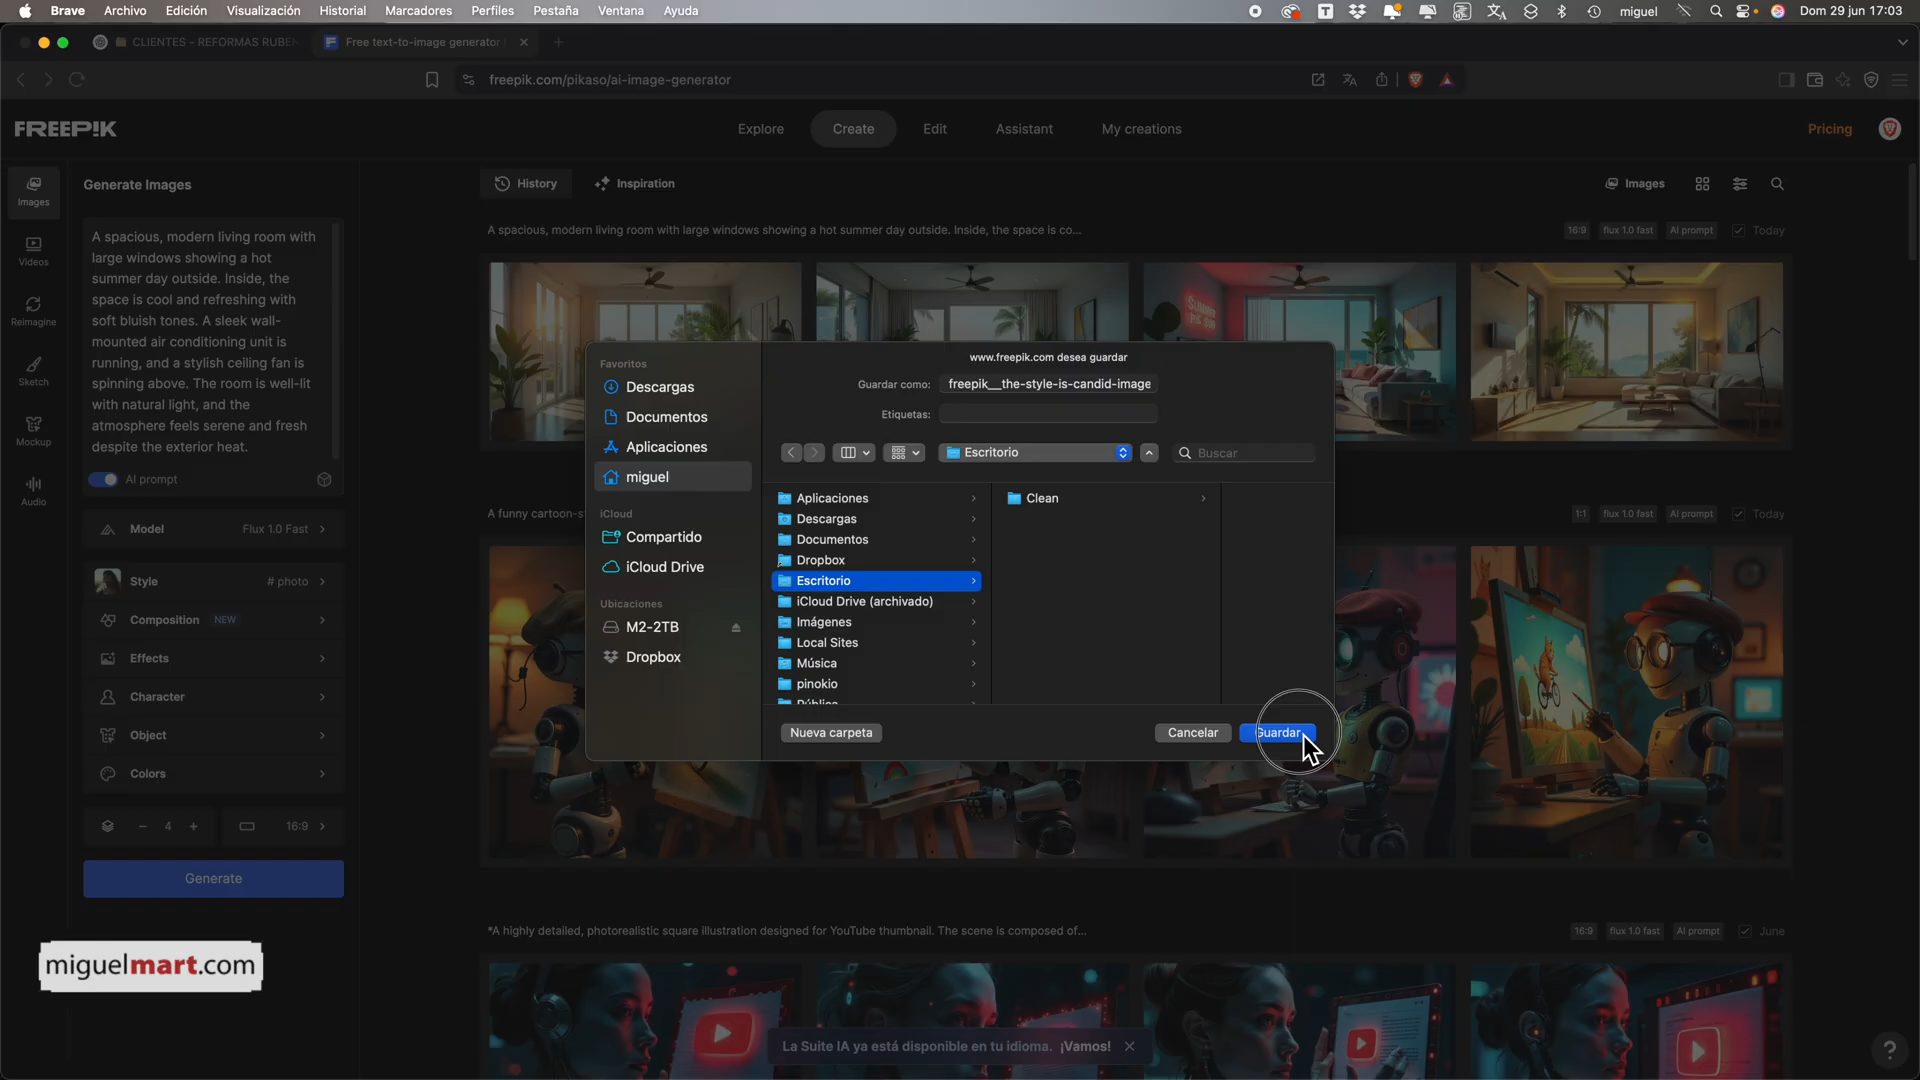 Brave Archivo Edición Visualización Historial Marcadores Perfiles Pestaña Ventana Ayuda miguel Dom 29 jun 17:03
CLIENTES - REFORMAS RUBEN
Free text-to-image generator
freepik.com/pikaso/ai-image-generator
FREEP!K
Explore Create Edit Assistant My creations Pricing
Images
Videos
Reimagine
Sketch
Mockup
Audio
Generate Images
A spacious, modern living room with
large windows showing a hot
summer day outside. Inside, the
space is cool and refreshing with
soft bluish tones. A sleek wall-
mounted air conditioning unit is
running, and a stylish ceiling fan is
spinning above. The room is well-lit
with natural light, and the
atmosphere feels serene and fresh
despite the exterior heat.
AI prompt
Model Flux 1.0 Fast
Style # photo
Composition NEW
Effects
Character
Object
Colors
4 16:9
Generate
miguelmart.com
History Inspiration Images
A spacious, modern living room with large windows showing a hot summer day outside. Inside, the space is co...
16:9 flux 1.0 fast AI prompt Today
A funny cartoon-s
1:1 flux 1.0 fast AI prompt Today
*A highly detailed, photorealistic square illustration designed for YouTube thumbnail. The scene is composed of...
16:9 flux 1.0 fast AI prompt June
Favoritos
Descargas
Documentos
Aplicaciones
miguel
iCloud
Compartido
iCloud Drive
Ubicaciones
M2-2TB
Dropbox
www.freepik.com desea guardar
Guardar como: freepik__the-style-is-candid-image
Etiquetas:
Escritorio
Buscar
Aplicaciones
Descargas
Documentos
Dropbox
Escritorio
iCloud Drive (archivado)
Imágenes
Local Sites
Música
pinokio
Pública
Clean
Nueva carpeta Cancelar Guardar
La Suite IA ya está disponible en tu idioma. ¡Vamos!